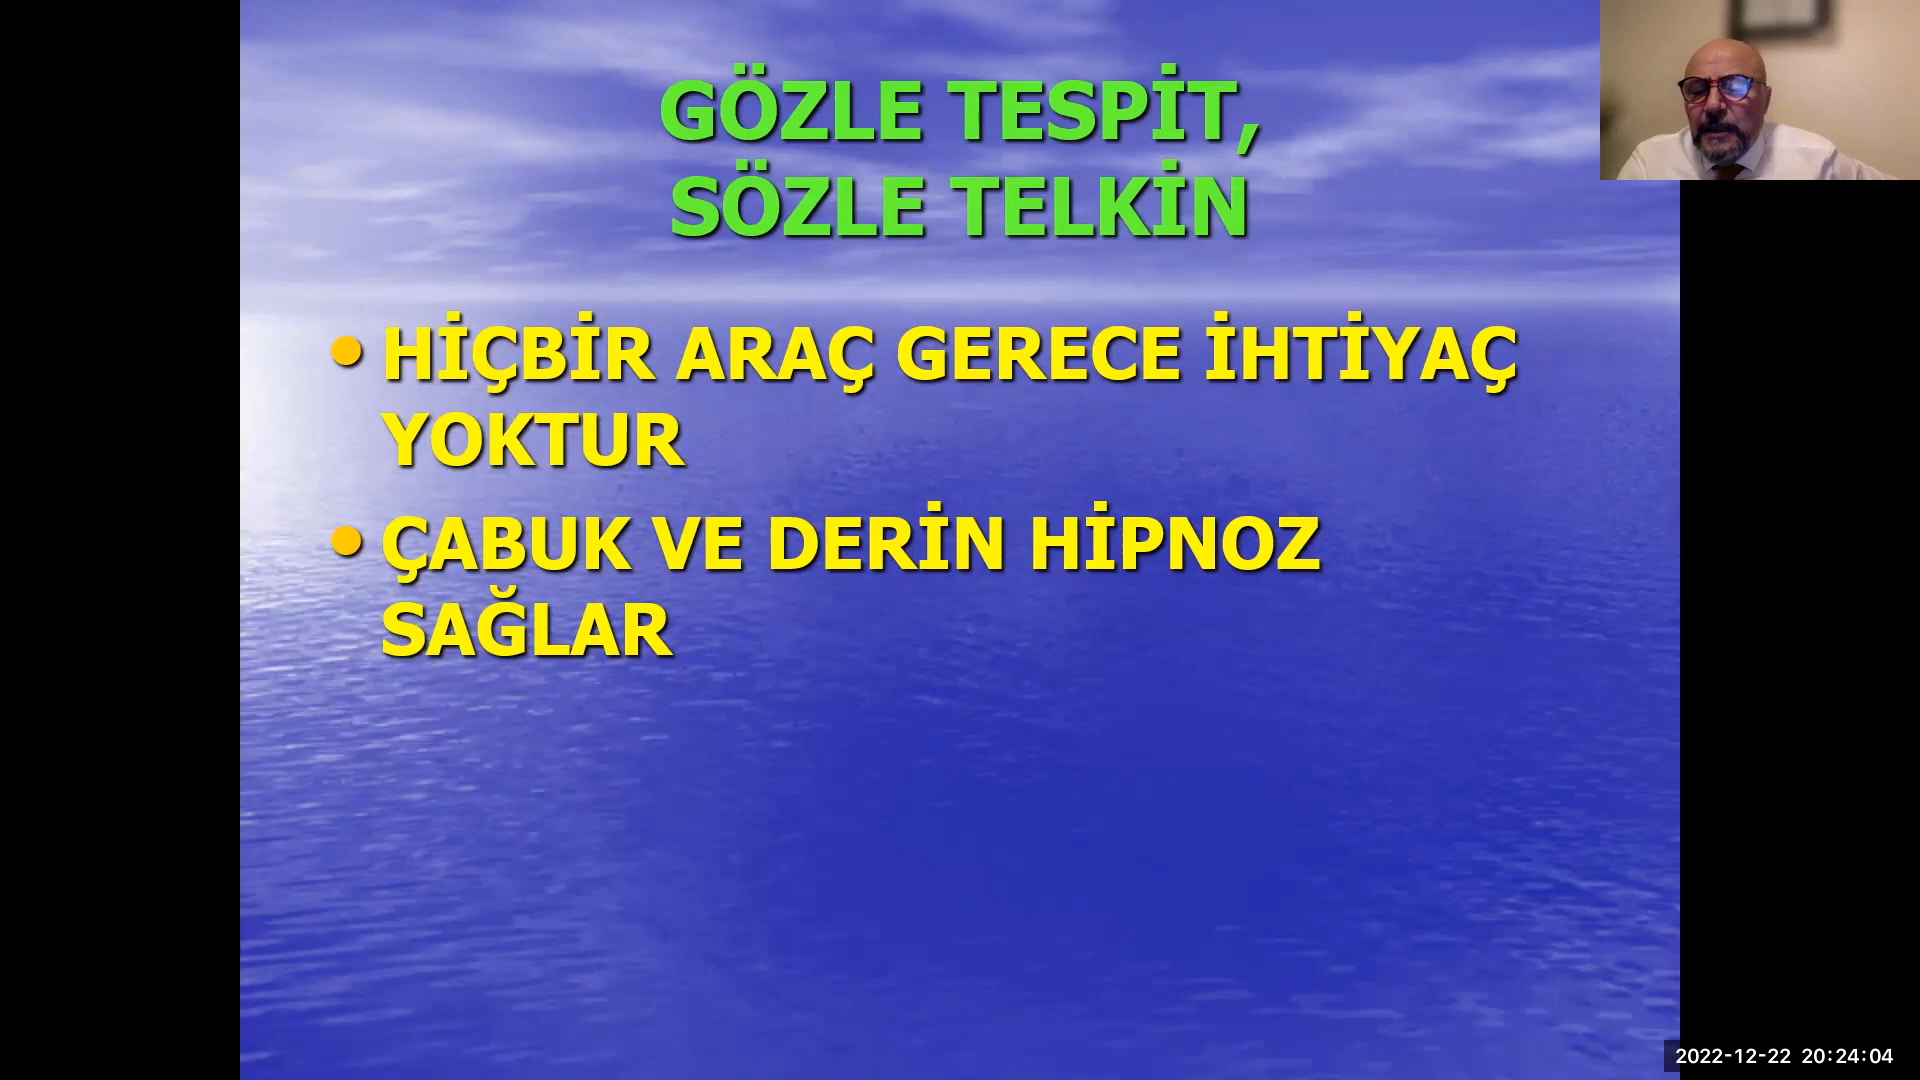 GÖZLE TESPİT,
SÖZLE TELKİN
• HİÇBİR ARAÇ GERECE İHTİYAÇ
YOKTUR
• ÇABUK VE DERİN HİPNOZ
SAĞLAR
2022-12-22 20:24:04